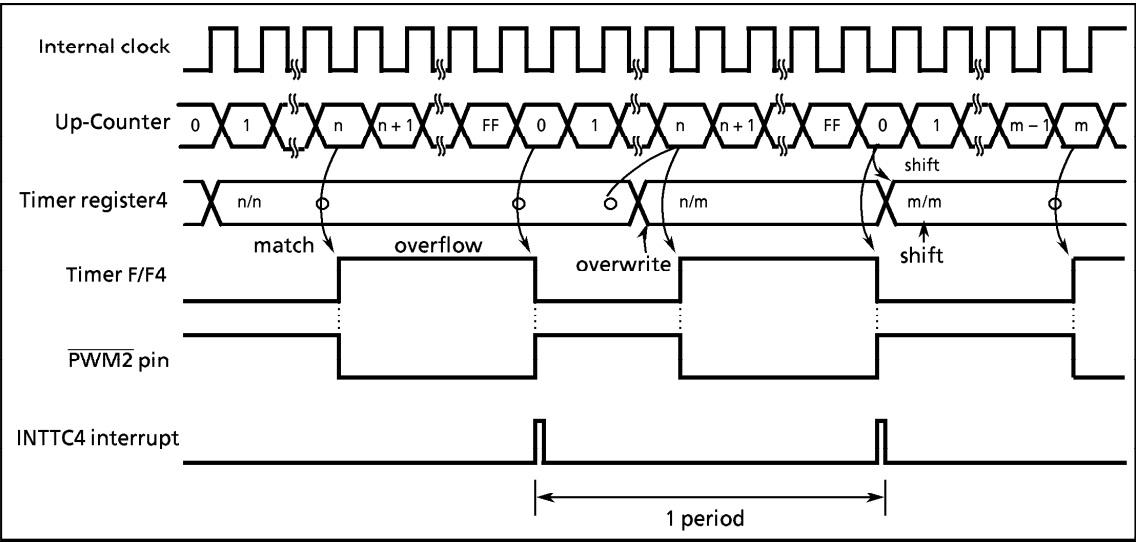 Internal clock
Up-Counter 0 1 n n + 1 FF 0 1 n n + 1 FF 0 1 m − 1 m
shift
Timer register4 n/n n/m m/m
match overflow overwrite shift
Timer F/F4
PWM2 pin
INTTC4 interrupt
1 period